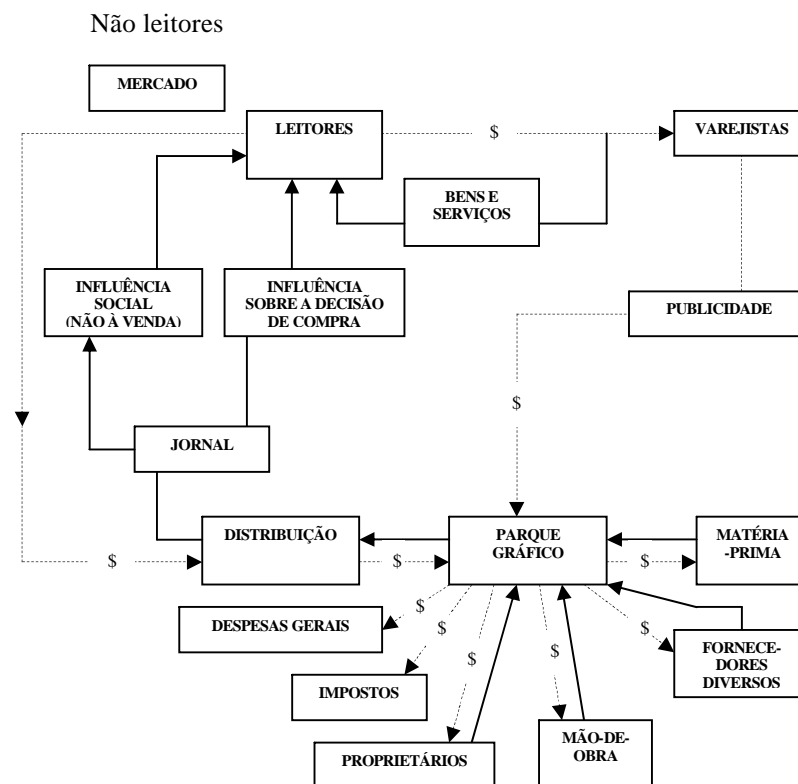 Não leitores
MERCADO
LEITORES
$
VAREJISTAS
BENS E
SERVIÇOS
INFLUÊNCIA
SOCIAL
(NÃO À VENDA)
INFLUÊNCIA
SOBRE A DECISÃO
DE COMPRA
PUBLICIDADE
$
JORNAL
DISTRIBUIÇÃO
PARQUE
GRÁFICO
MATÉRIA
-PRIMA
$
$
$
DESPESAS GERAIS
$
$
$
$
$
FORNECE-
DORES
DIVERSOS
IMPOSTOS
PROPRIETÁRIOS
MÃO-DE-
OBRA